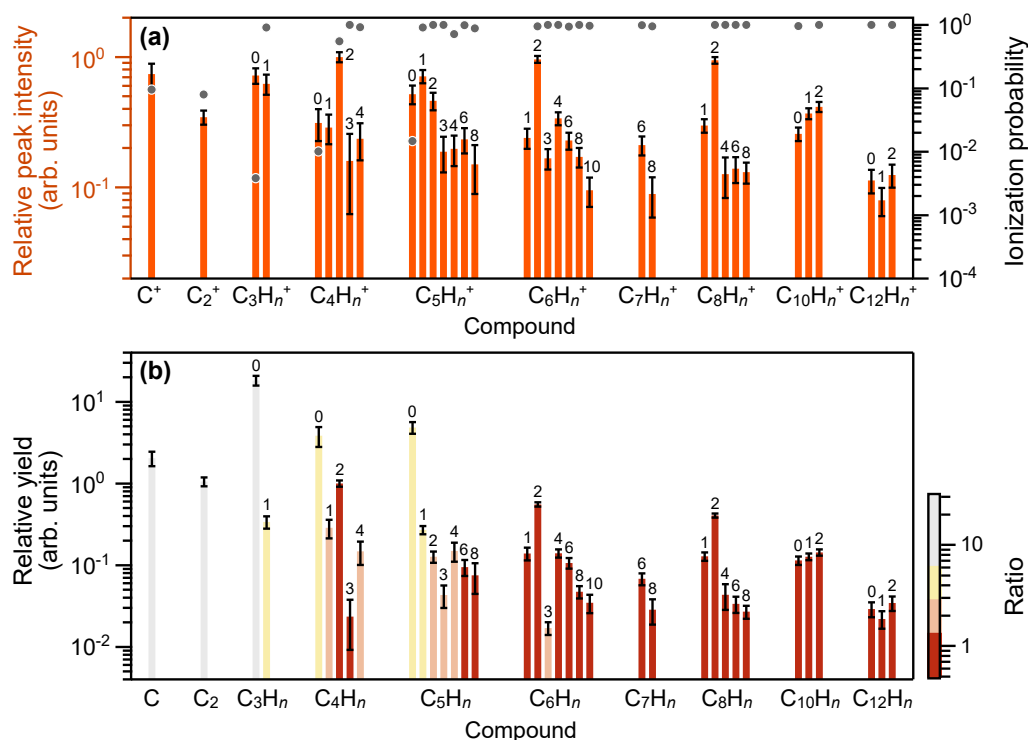 (a)
Relative peak intensity
(arb. units)
10⁰
10⁻¹
0 1 0 1 2 3 4 0 1 2 3 4 6 8 1 2 3 4 6 8 10 6 8 1 2 4 6 8 0 1 2 0 1 2
10⁰
10⁻¹
10⁻²
10⁻³
10⁻⁴
Ionization probability
C⁺ C₂⁺ C₃Hₙ⁺ C₄Hₙ⁺ C₅Hₙ⁺ C₆Hₙ⁺ C₇Hₙ⁺ C₈Hₙ⁺ C₁₀Hₙ⁺ C₁₂Hₙ⁺
Compound
(b)
Relative yield
(arb. units)
10¹
10⁰
10⁻¹
10⁻²
0 1 0 1 2 3 4 0 1 2 3 4 6 8 1 2 3 4 6 8 10 6 8 1 2 4 6 8 0 1 2 0 1 2
10
1
Ratio
C C₂ C₃Hₙ C₄Hₙ C₅Hₙ C₆Hₙ C₇Hₙ C₈Hₙ C₁₀Hₙ C₁₂Hₙ
Compound